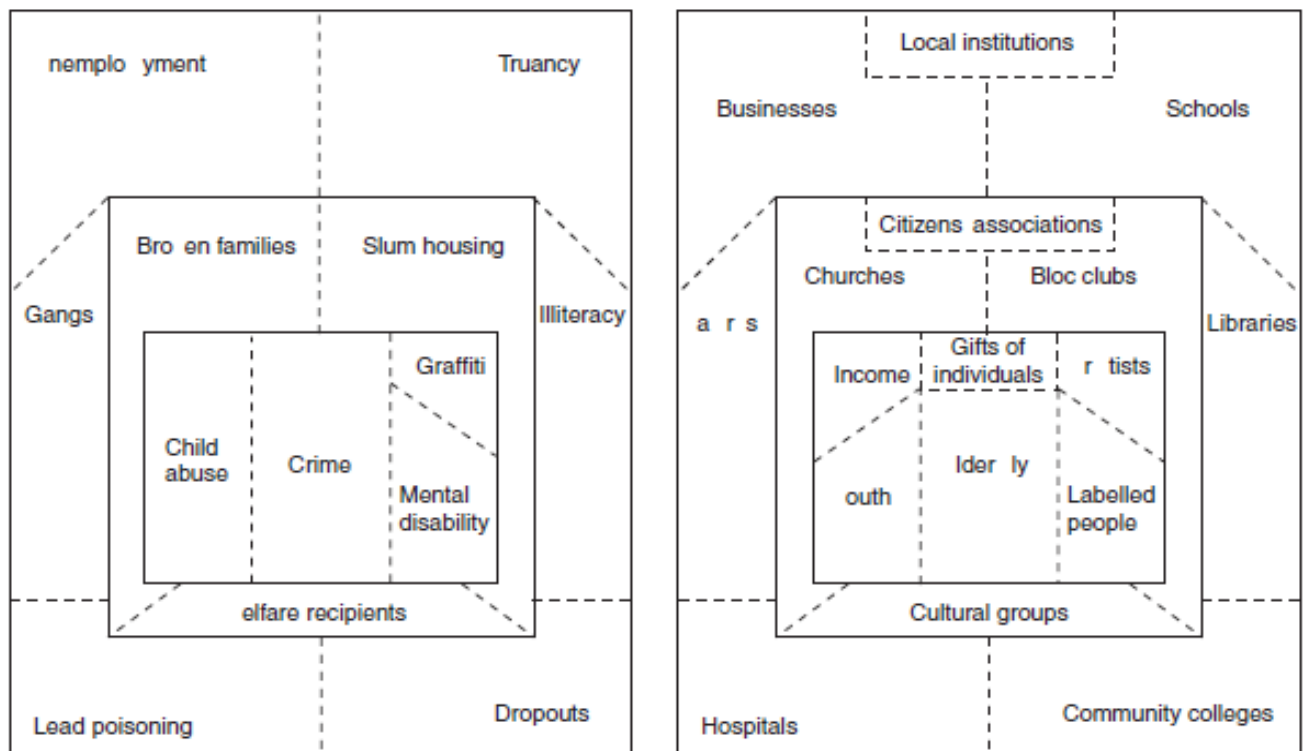 nemplo yment
Truancy
Bro en families
Slum housing
Gangs
Illiteracy
Graffiti
Child
abuse
Crime
Mental
disability
elfare recipients
Lead poisoning
Dropouts
Local institutions
Businesses
Schools
Citizens associations
Churches
Bloc clubs
a r s
Libraries
Income
Gifts of
individuals
r tists
outh
lder ly
Labelled
people
Cultural groups
Hospitals
Community colleges